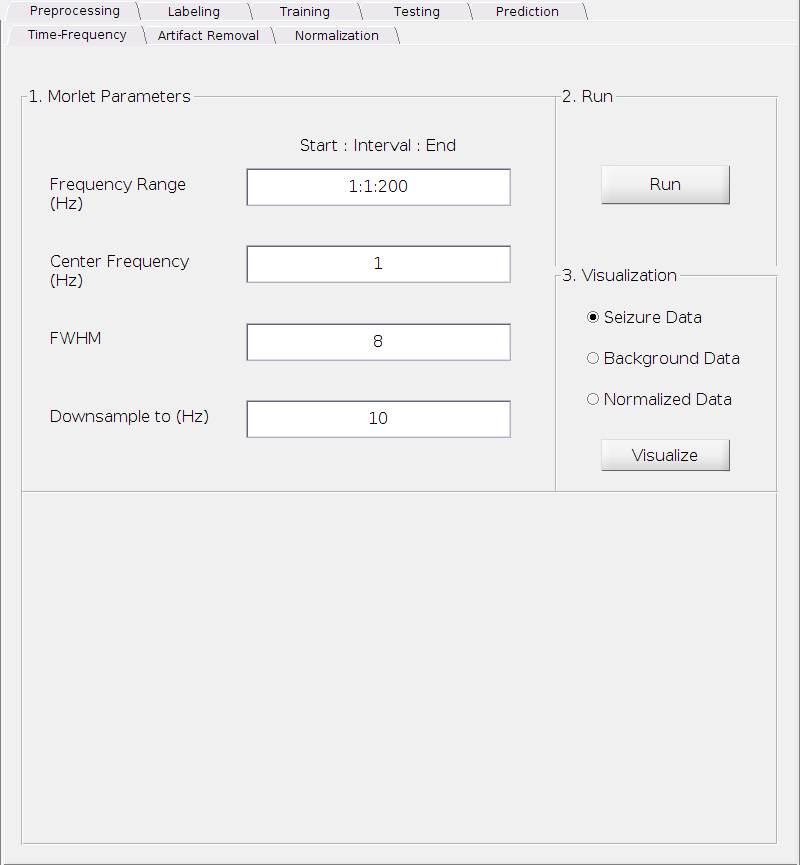 Preprocessing Labeling Training Testing Prediction
Time-Frequency Artifact Removal Normalization
1. Morlet Parameters
Start : Interval : End
Frequency Range
(Hz)
1:1:200
Center Frequency
(Hz)
1
FWHM
8
Downsample to (Hz)
10
2. Run
Run
3. Visualization
Seizure Data
Background Data
Normalized Data
Visualize